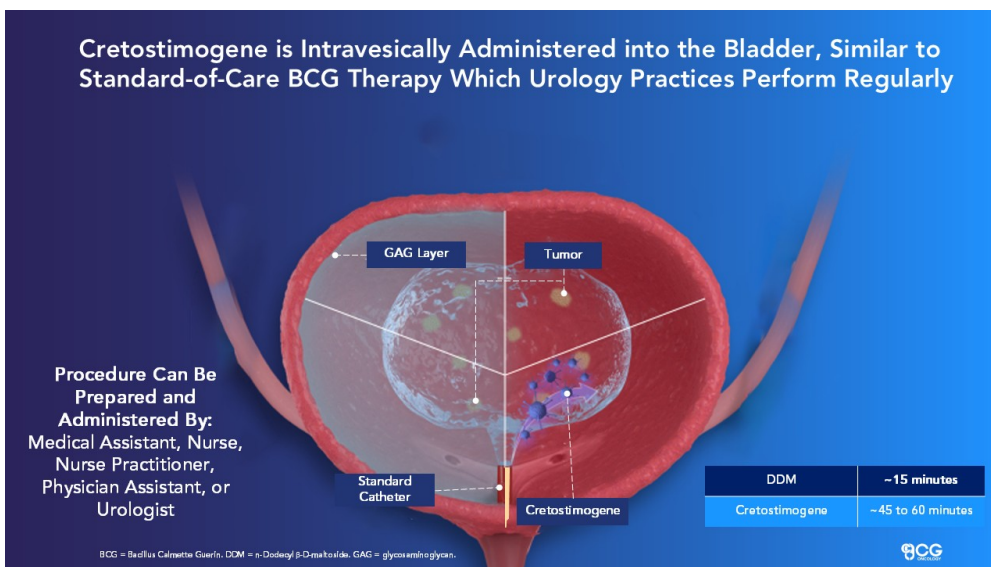 Cretostimogene is Intravesically Administered into the Bladder, Similar to
Standard-of-Care BCG Therapy Which Urology Practices Perform Regularly
GAG Layer
Tumor
Procedure Can Be
Prepared and
Administered By:
Medical Assistant, Nurse,
Nurse Practitioner,
Physician Assistant, or
Urologist
Standard
Catheter
Cretostimogene
DDM ~15 minutes
Cretostimogene ~45 to 60 minutes
BCG = Bacillus Calmette Guerin. DDM = n-Dodecyl β-D-maltoside. GAG = glycosaminoglycan.
CG
ONCOLOGY